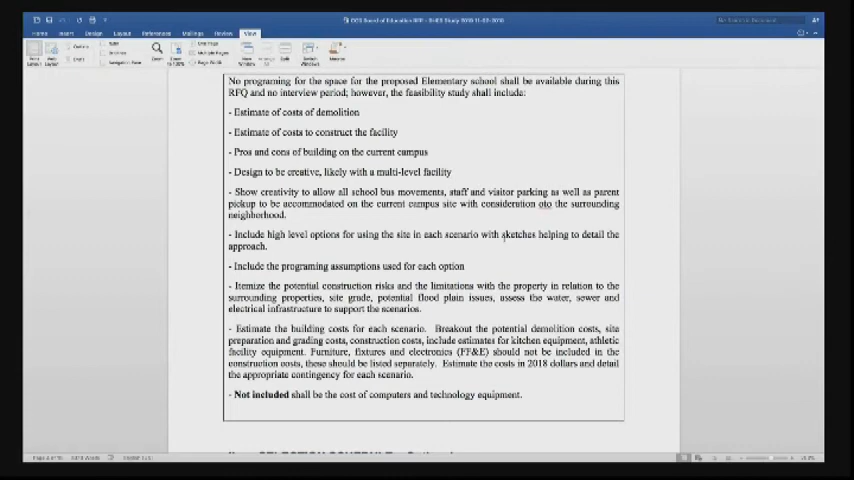 Home Insert Design Layout References Mailings Review View
No programing for the space for the proposed Elementary school shall be available during this
RFQ and no interview period; however, the feasibility study shall include:
- Estimate of costs of demolition
- Estimate of costs to construct the facility
- Pros and cons of building on the current campus
- Design to be creative, likely with a multi-level facility
- Show creativity to allow all school bus movements, staff and visitor parking as well as parent
pickup to be accommodated on the current campus site with consideration oto the surrounding
neighborhood.
- Include high level options for using the site in each scenario with sketches helping to detail the
approach.
- Include the programing assumptions used for each option
- Itemize the potential construction risks and the limitations with the property in relation to the
surrounding properties, site grade, potential flood plain issues, assess the water, sewer and
electrical infrastructure to support the scenarios.
- Estimate the building costs for each scenario. Breakout the potential demolition costs, site
preparation and grading costs, construction costs, include estimates for kitchen equipment, athletic
facility equipment. Furniture, fixtures and electronics (FF&E) should not be included in the
construction costs, these should be listed separately. Estimate the costs in 2018 dollars and detail
the appropriate contingency for each scenario.
- Not included shall be the cost of computers and technology equipment.